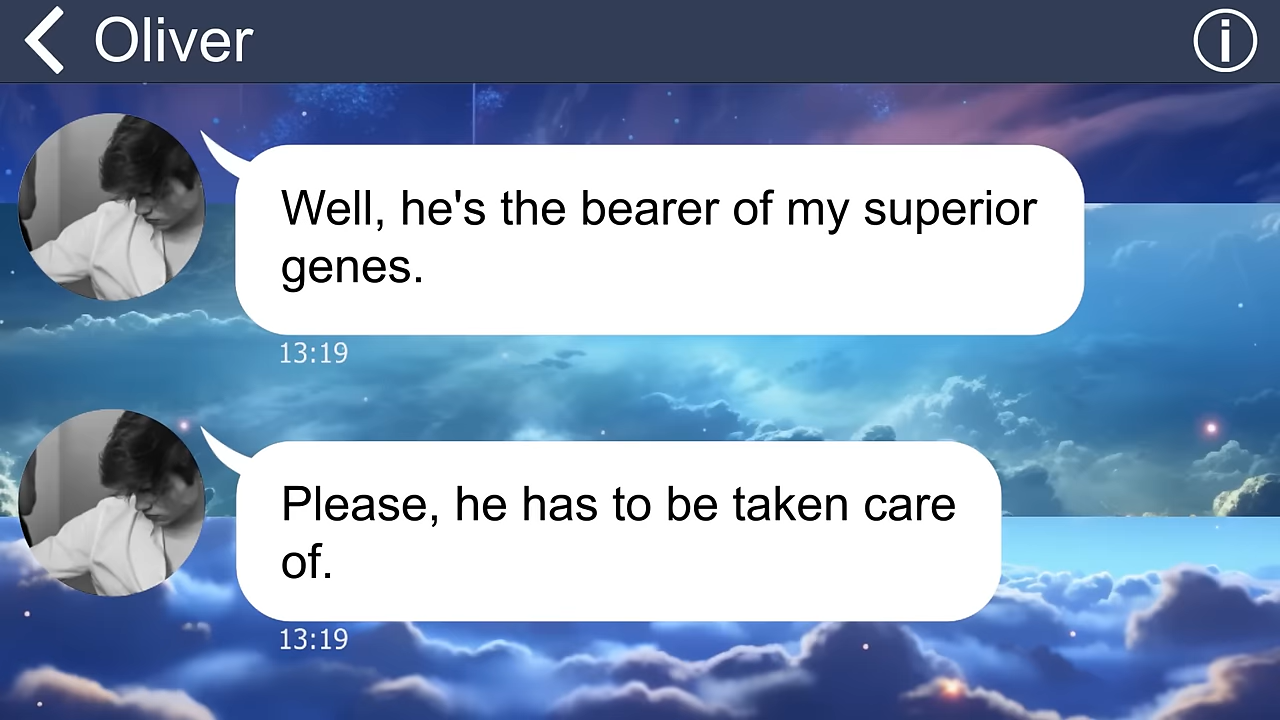 Oliver
Well, he's the bearer of my superior
genes.
13:19
Please, he has to be taken care
of.
13:19